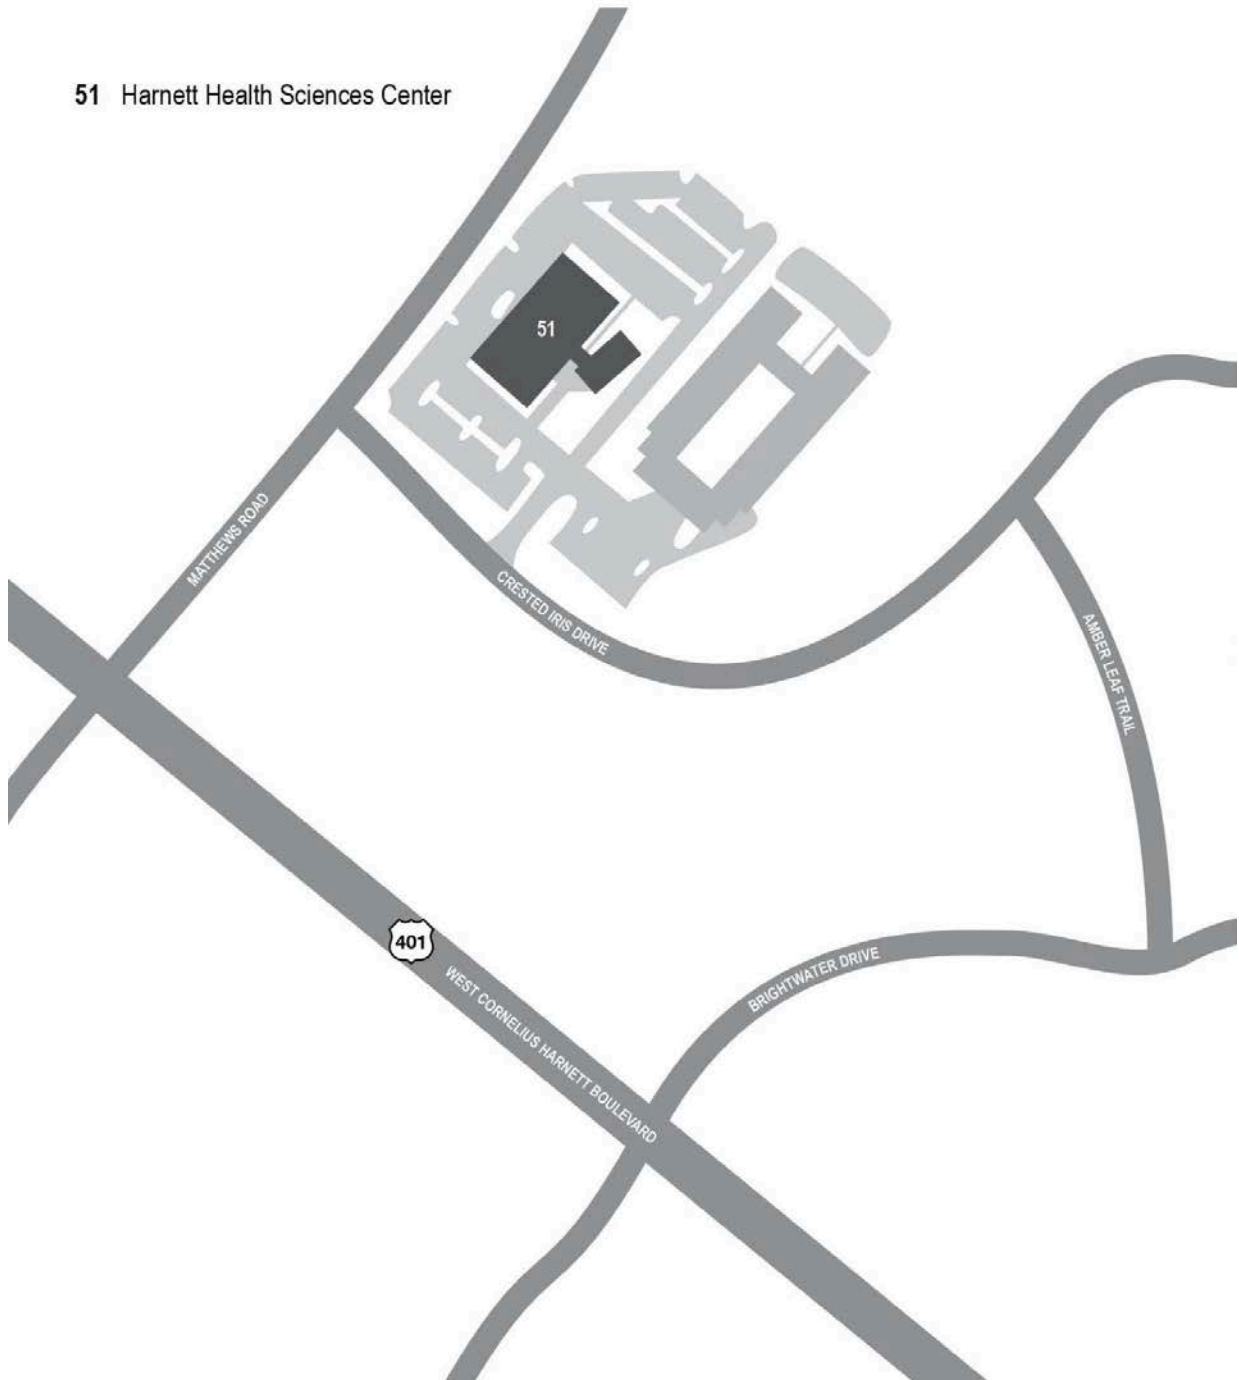 51 Harnett Health Sciences Center
51
MATTHEWS ROAD
CRESTED IRIS DRIVE
AMBER LEAF TRAIL
401
BRIGHTWATER DRIVE
WEST CORNELIUS HARNETT BOULEVARD